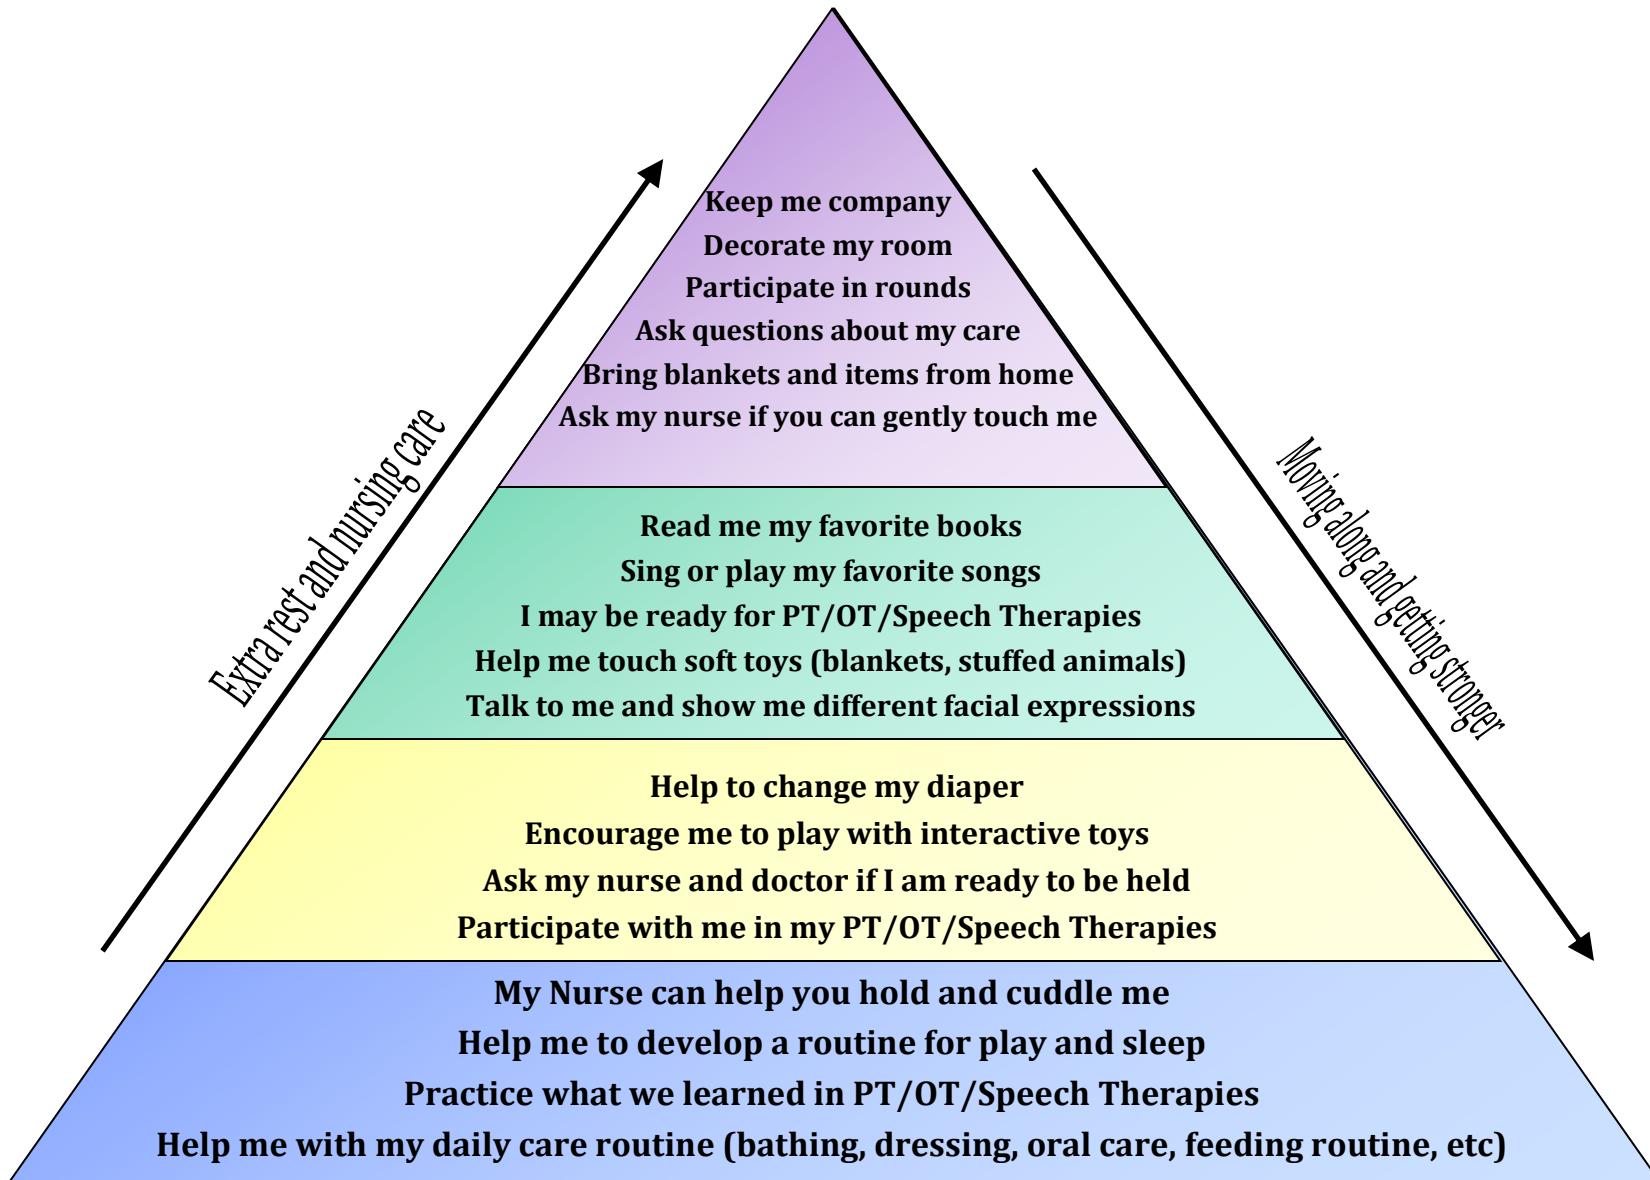 Keep me company
Decorate my room
Participate in rounds
Ask questions about my care
Bring blankets and items from home
Ask my nurse if you can gently touch me
Extra rest and nursing care
Moving along and getting stronger
Read me my favorite books
Sing or play my favorite songs
I may be ready for PT/OT/Speech Therapies
Help me touch soft toys (blankets, stuffed animals)
Talk to me and show me different facial expressions
Help to change my diaper
Encourage me to play with interactive toys
Ask my nurse and doctor if I am ready to be held
Participate with me in my PT/OT/Speech Therapies
My Nurse can help you hold and cuddle me
Help me to develop a routine for play and sleep
Practice what we learned in PT/OT/Speech Therapies
Help me with my daily care routine (bathing, dressing, oral care, feeding routine, etc)